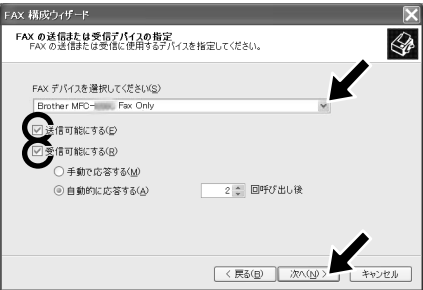 FAX 構成ウィザード
FAX の送信または受信デバイスの指定
FAX の送信または受信に使用するデバイスを指定してください。
FAX デバイスを選択してください(S)
Brother MFC- Fax Only
送信可能にする(E)
受信可能にする(R)
手動で応答する(M)
自動的に応答する(A) 2 回呼び出し後
< 戻る(B) 次へ(N) > キャンセル